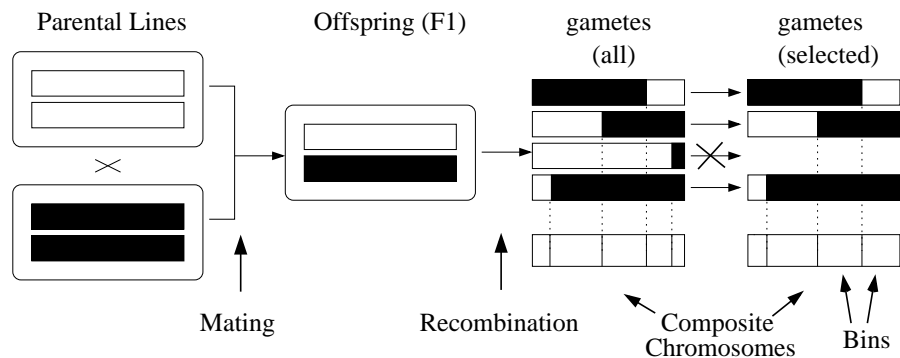 Parental Lines
Offspring (F1)
gametes
(all)
gametes
(selected)
Mating
Recombination
Composite
Chromosomes
Bins